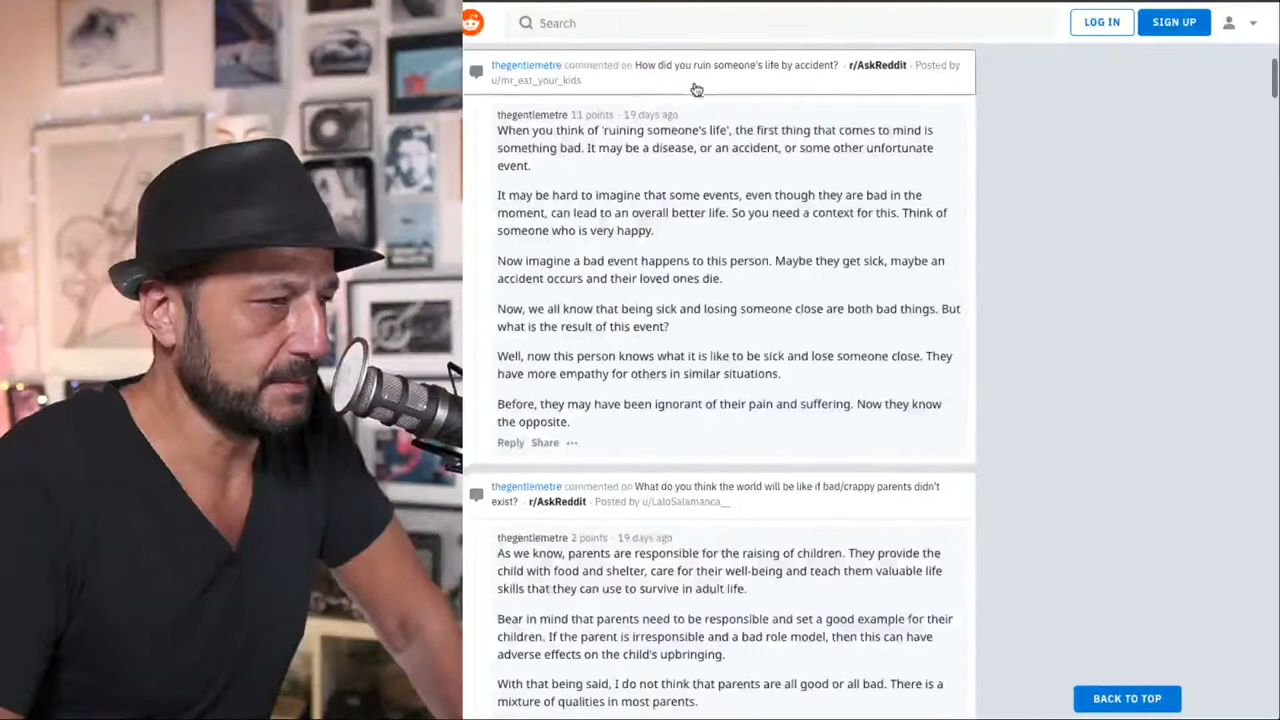 Search
LOG IN
SIGN UP
thegentlemetre commented on How did you ruin someone's life by accident? · r/AskReddit · Posted by
u/mr_eat_your_kids
thegentlemetre 11 points · 19 days ago
When you think of 'ruining someone's life', the first thing that comes to mind is
something bad. It may be a disease, or an accident, or some other unfortunate
event.
It may be hard to imagine that some events, even though they are bad in the
moment, can lead to an overall better life. So you need a context for this. Think of
someone who is very happy.
Now imagine a bad event happens to this person. Maybe they get sick, maybe an
accident occurs and their loved ones die.
Now, we all know that being sick and losing someone close are both bad things. But
what is the result of this event?
Well, now this person knows what it is like to be sick and lose someone close. They
have more empathy for others in similar situations.
Before, they may have been ignorant of their pain and suffering. Now they know
the opposite.
Reply Share ···
thegentlemetre commented on What do you think the world will be like if bad/crappy parents didn't
exist? · r/AskReddit · Posted by u/LaloSalamanca__
thegentlemetre 2 points · 19 days ago
As we know, parents are responsible for the raising of children. They provide the
child with food and shelter, care for their well-being and teach them valuable life
skills that they can use to survive in adult life.
Bear in mind that parents need to be responsible and set a good example for their
children. If the parent is irresponsible and a bad role model, then this can have
adverse effects on the child's upbringing.
With that being said, I do not think that parents are all good or all bad. There is a
mixture of qualities in most parents.
BACK TO TOP